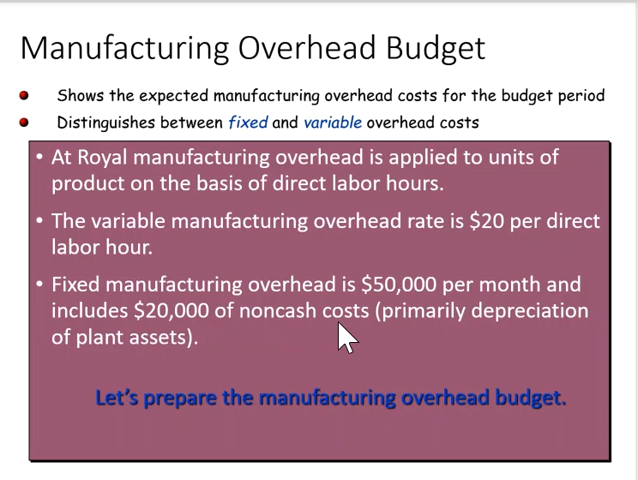 Manufacturing Overhead Budget
Shows the expected manufacturing overhead costs for the budget period
Distinguishes between fixed and variable overhead costs
• At Royal manufacturing overhead is applied to units of
product on the basis of direct labor hours.
• The variable manufacturing overhead rate is $20 per direct
labor hour.
• Fixed manufacturing overhead is $50,000 per month and
includes $20,000 of noncash costs (primarily depreciation
of plant assets).
Let's prepare the manufacturing overhead budget.